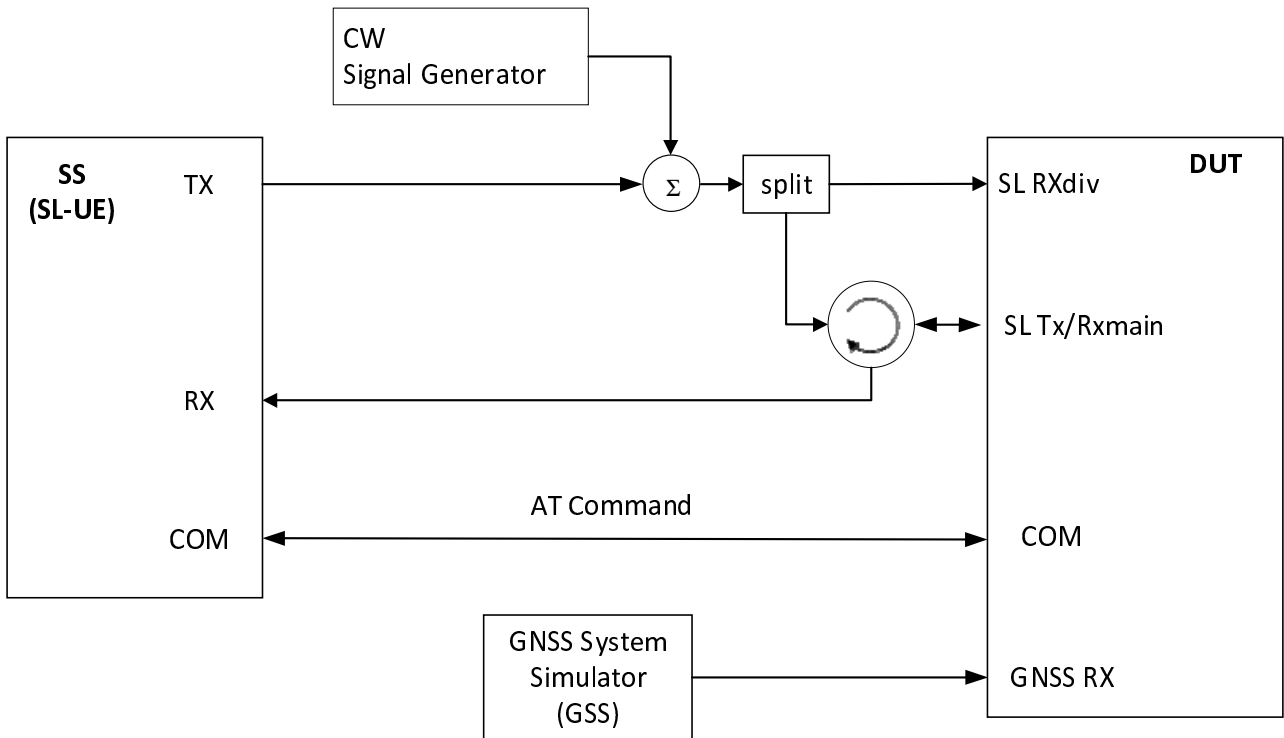 CW
Signal Generator
SS
(SL-UE)
TX
Σ
split
SL RXdiv
DUT
SL Tx/Rxmain
RX
AT Command
COM
COM
GNSS System
Simulator
(GSS)
GNSS RX